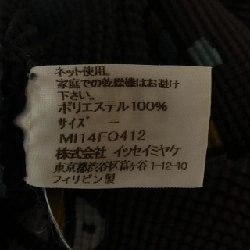 ネット使用。
家庭での乾燥機はお避け
下さい。
ポリエステル100%
サイズ ー
MI14FO412
株式会社 イッセイミヤケ
東京都渋谷区富ヶ谷 1-12-10
フィリピン製